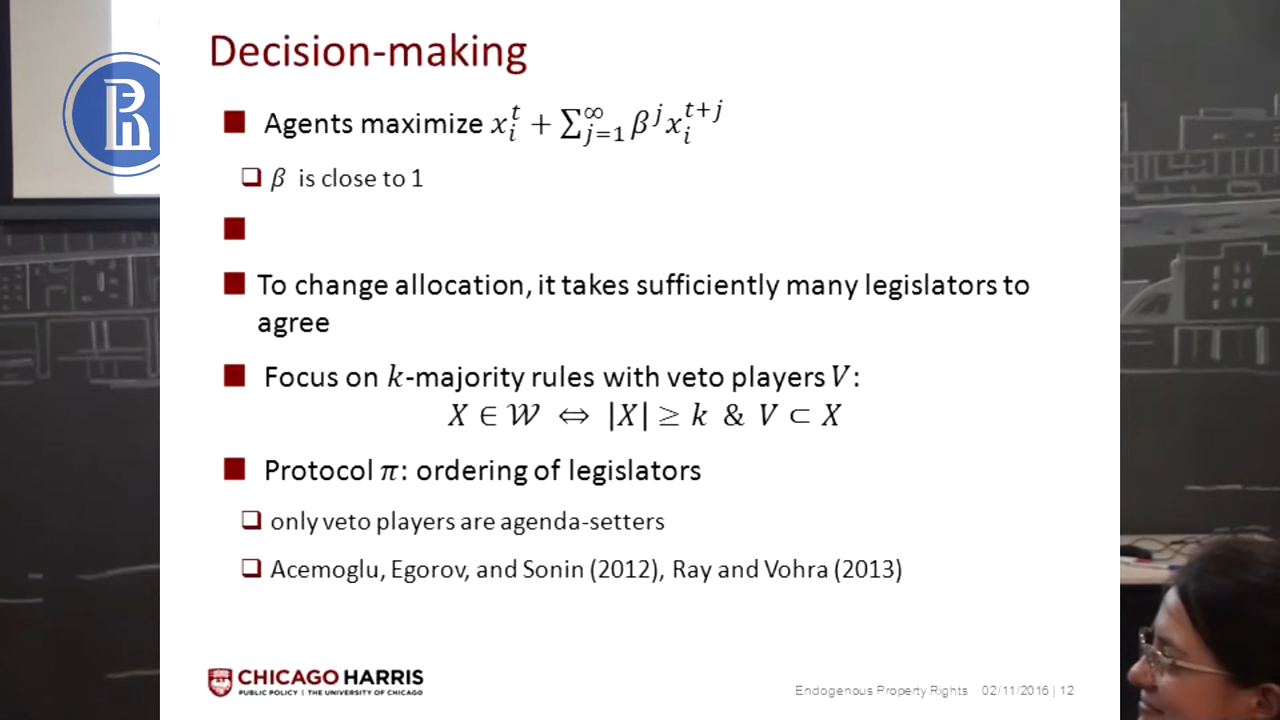 Decision-making
Agents maximize $x_i^t + \sum_{j=1}^{\infty} \beta^j x_i^{t+j}$
β is close to 1
To change allocation, it takes sufficiently many legislators to
agree
Focus on k-majority rules with veto players V:
X ∈ 𝒲 ⇔ |X| ≥ k & V ⊂ X
Protocol π: ordering of legislators
only veto players are agenda-setters
Acemoglu, Egorov, and Sonin (2012), Ray and Vohra (2013)
CHICAGO HARRIS
PUBLIC POLICY | THE UNIVERSITY OF CHICAGO
Endogenous Property Rights 02/11/2016 | 12